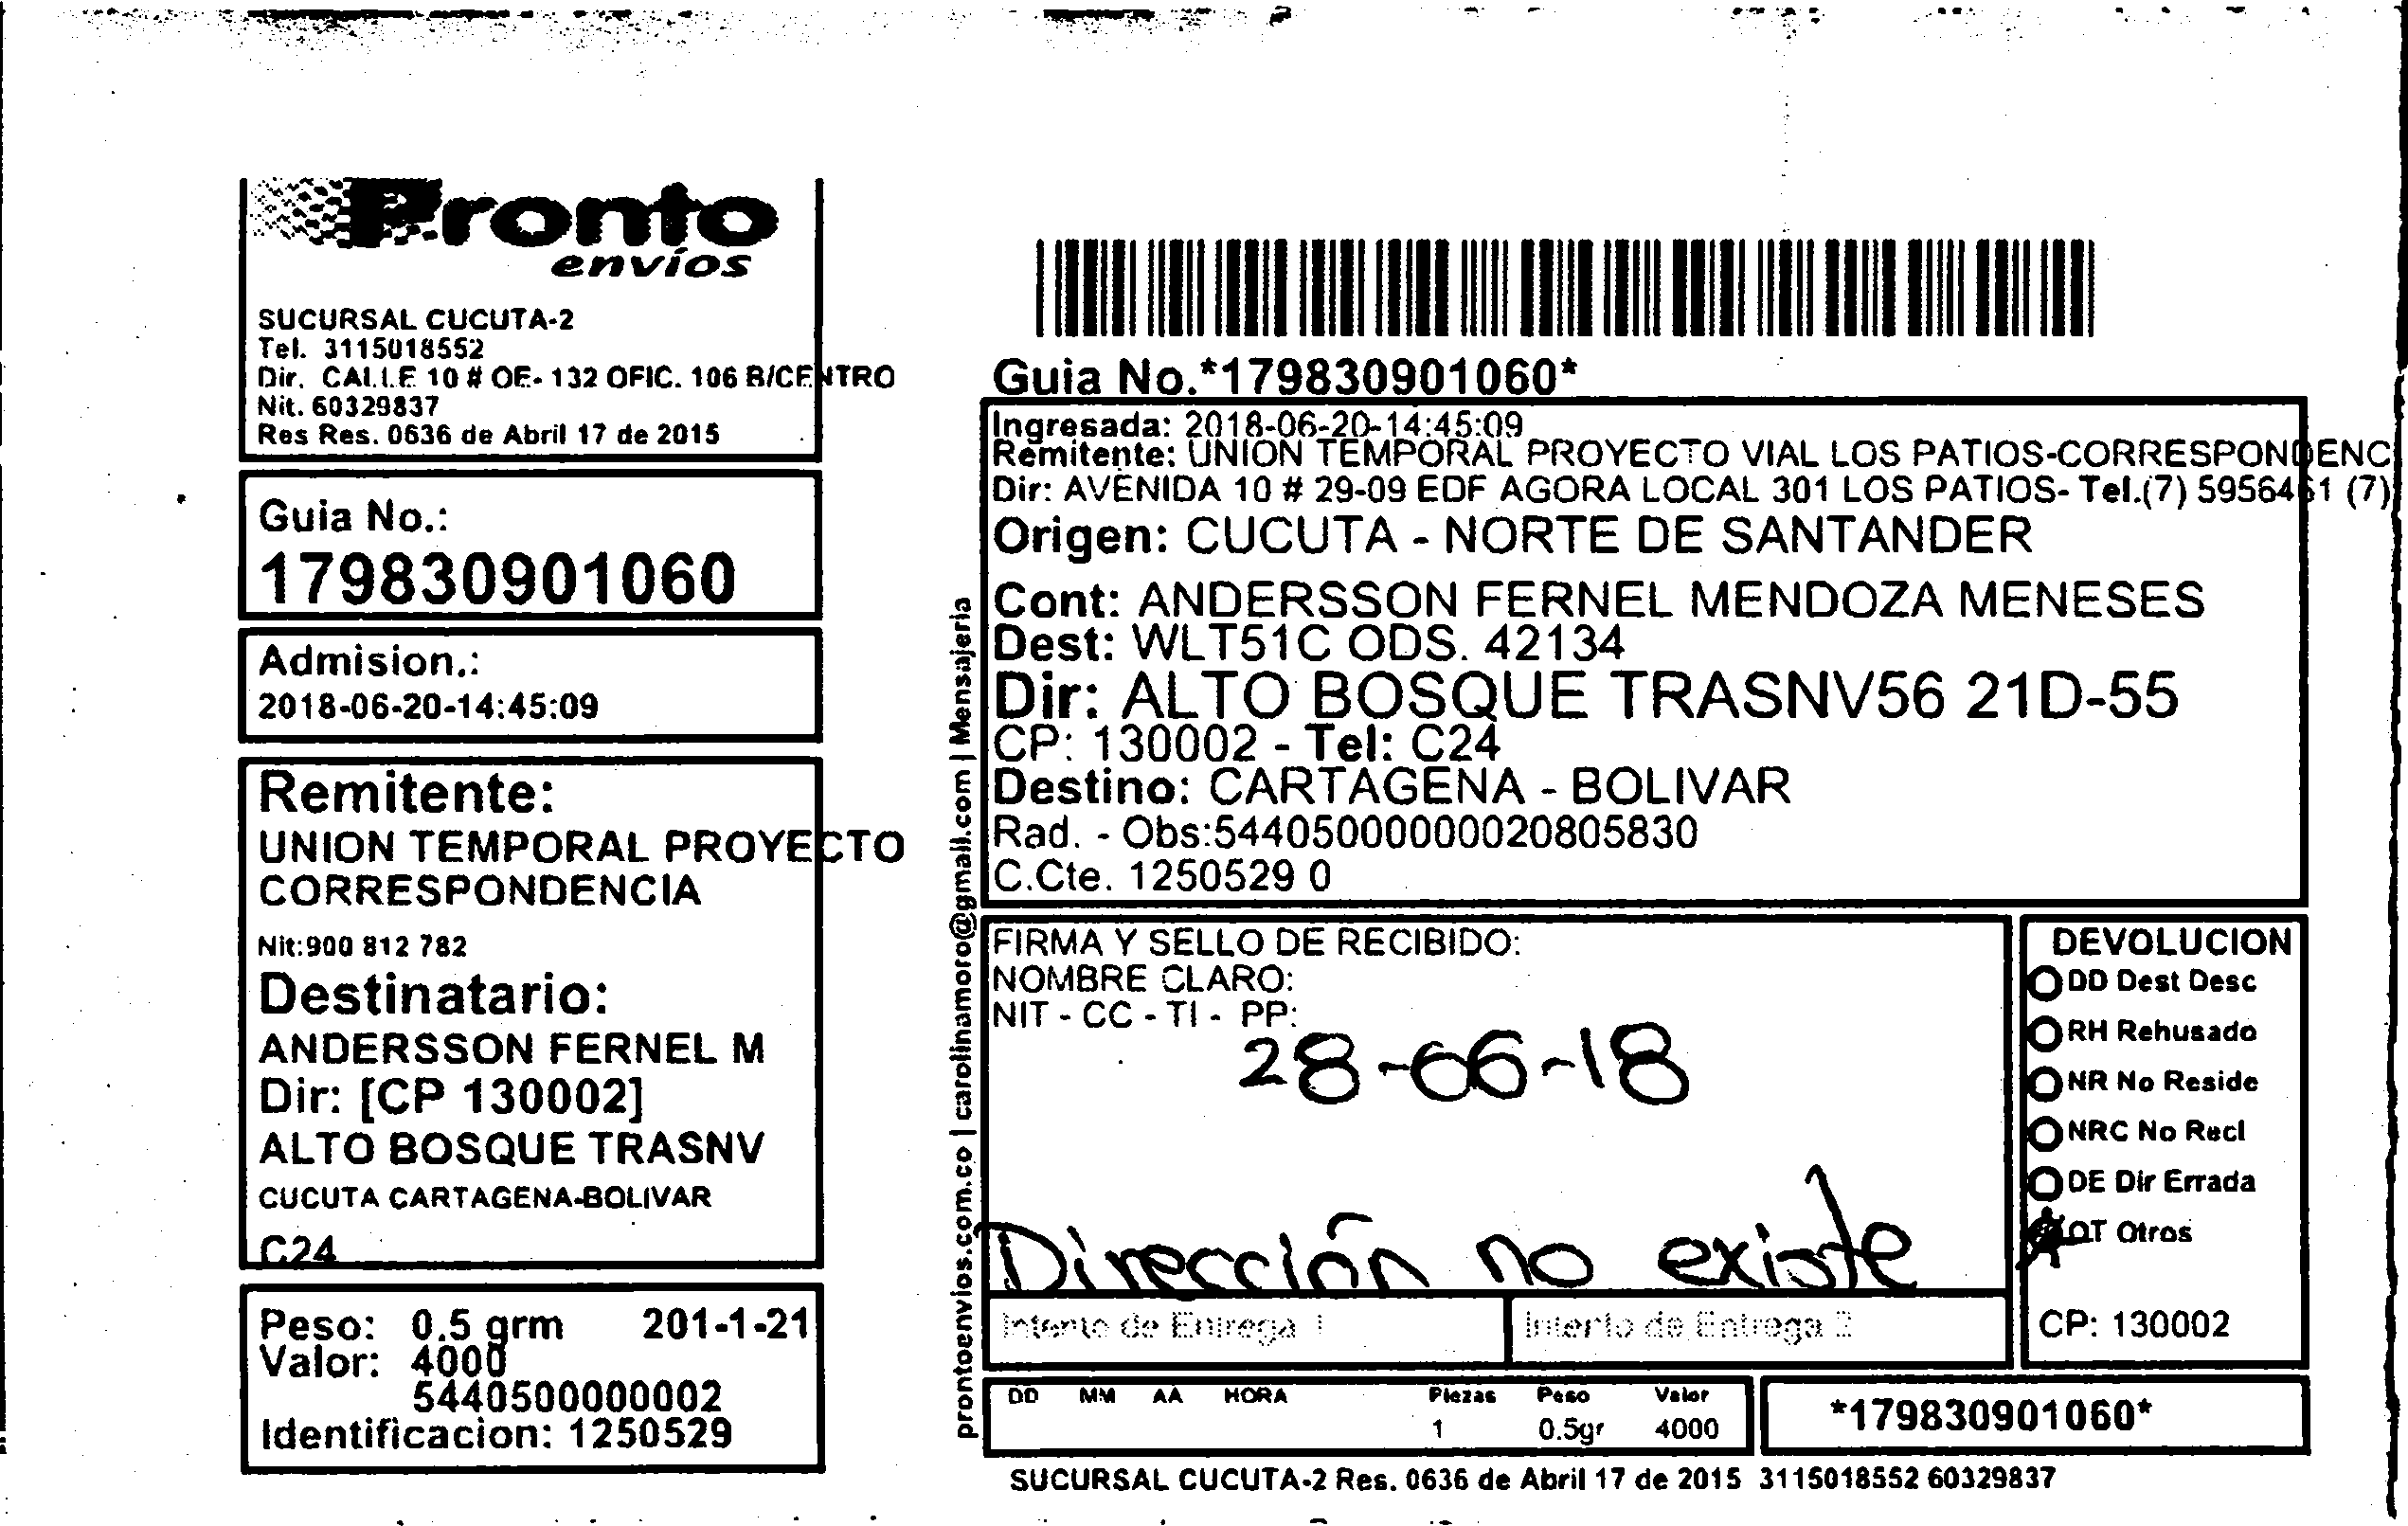 Pronto
envíos
SUCURSAL CUCUTA-2
Tel. 3115018552
Dir. CALLE 10 # OE- 132 OFIC. 106 B/CENTRO
Nit. 60329837
Res Res. 0636 de Abril 17 de 2015
Guia No.:
179830901060
Admision.:
2018-06-20-14:45:09
Remitente:
UNION TEMPORAL PROYECTO
CORRESPONDENCIA
Nit:900 812 782
Destinatario:
ANDERSSON FERNEL M
Dir: [CP 130002]
ALTO BOSQUE TRASNV
CUCUTA CARTAGENA-BOLIVAR
C24
Peso: 0.5 grm 201-1-21
Valor: 4000
5440500000002
Identificacion: 1250529
prontoenvios.com.co | carolinamoro@gmail.com | Mensajeria
Guia No.*179830901060*
Ingresada: 2018-06-20-14:45:09
Remitente: UNION TEMPORAL PROYECTO VIAL LOS PATIOS-CORRESPONDENC
Dir: AVENIDA 10 # 29-09 EDF AGORA LOCAL 301 LOS PATIOS- Tel.(7) 5956461 (7)
Origen: CUCUTA - NORTE DE SANTANDER
Cont: ANDERSSON FERNEL MENDOZA MENESES
Dest: WLT51C ODS. 42134
Dir: ALTO BOSQUE TRASNV56 21D-55
CP: 130002 - Tel: C24
Destino: CARTAGENA - BOLIVAR
Rad. - Obs:544050000000020805830
C.Cte. 1250529 0
FIRMA Y SELLO DE RECIBIDO:
NOMBRE CLARO:
NIT - CC - TI - PP:
28-06-18
Dirección no existe
Intento de Entrega 1
Intento de Entrega 2
DEVOLUCION
DD Dest Desc
RH Rehusado
NR No Reside
NRC No Recl
DE Dir Errada
OT Otros
CP: 130002
DD MM AA HORA Piezas Peso Valor
1 0.5gr 4000
*179830901060*
SUCURSAL CUCUTA-2 Res. 0636 de Abril 17 de 2015 3115018552 60329837